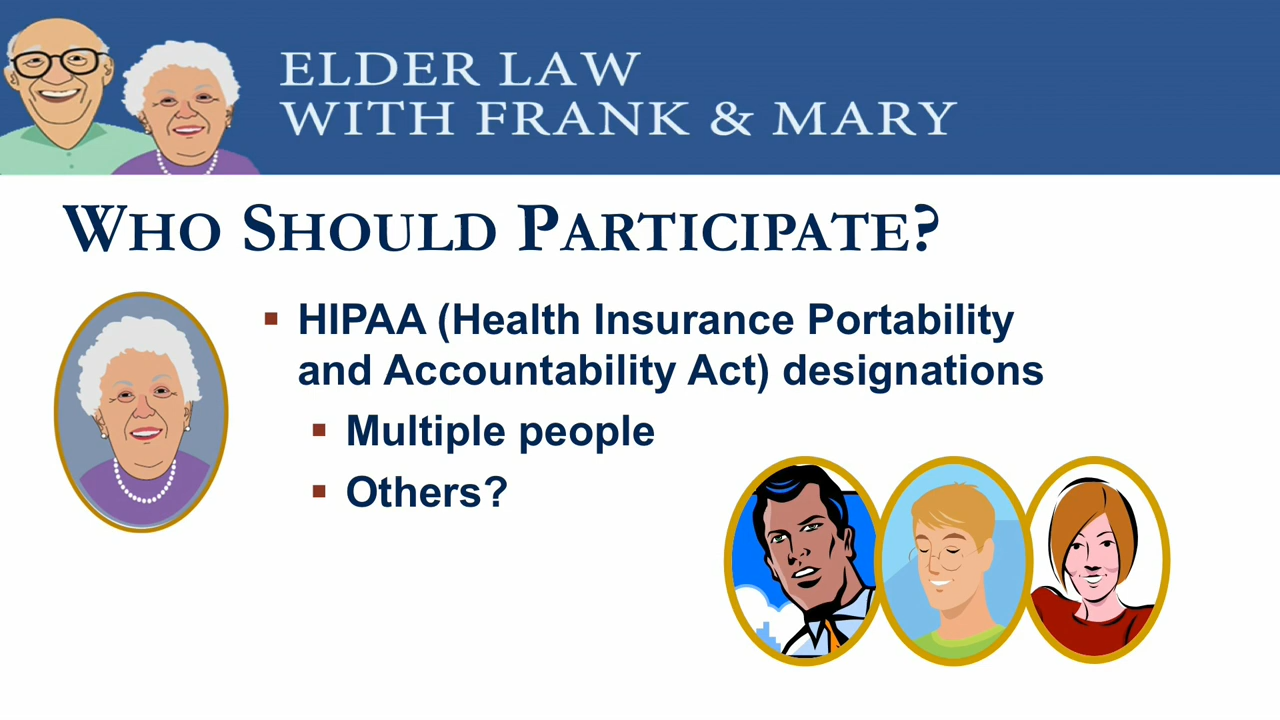 ELDER LAW
WITH FRANK & MARY
WHO SHOULD PARTICIPATE?
▪ HIPAA (Health Insurance Portability
and Accountability Act) designations
▪ Multiple people
▪ Others?